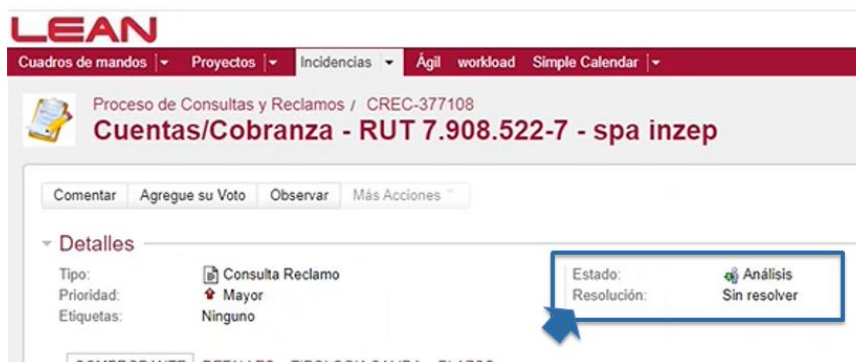 LEAN
Cuadros de mandos Proyectos Incidencias Ágil workload Simple Calendar
Proceso de Consultas y Reclamos / CREC-377108
Cuentas/Cobranza - RUT 7.908.522-7 - spa inzep
Comentar Agregue su Voto Observar Más Acciones
Detalles
Tipo: Consulta Reclamo Estado: Análisis
Prioridad: Mayor Resolución: Sin resolver
Etiquetas: Ninguno